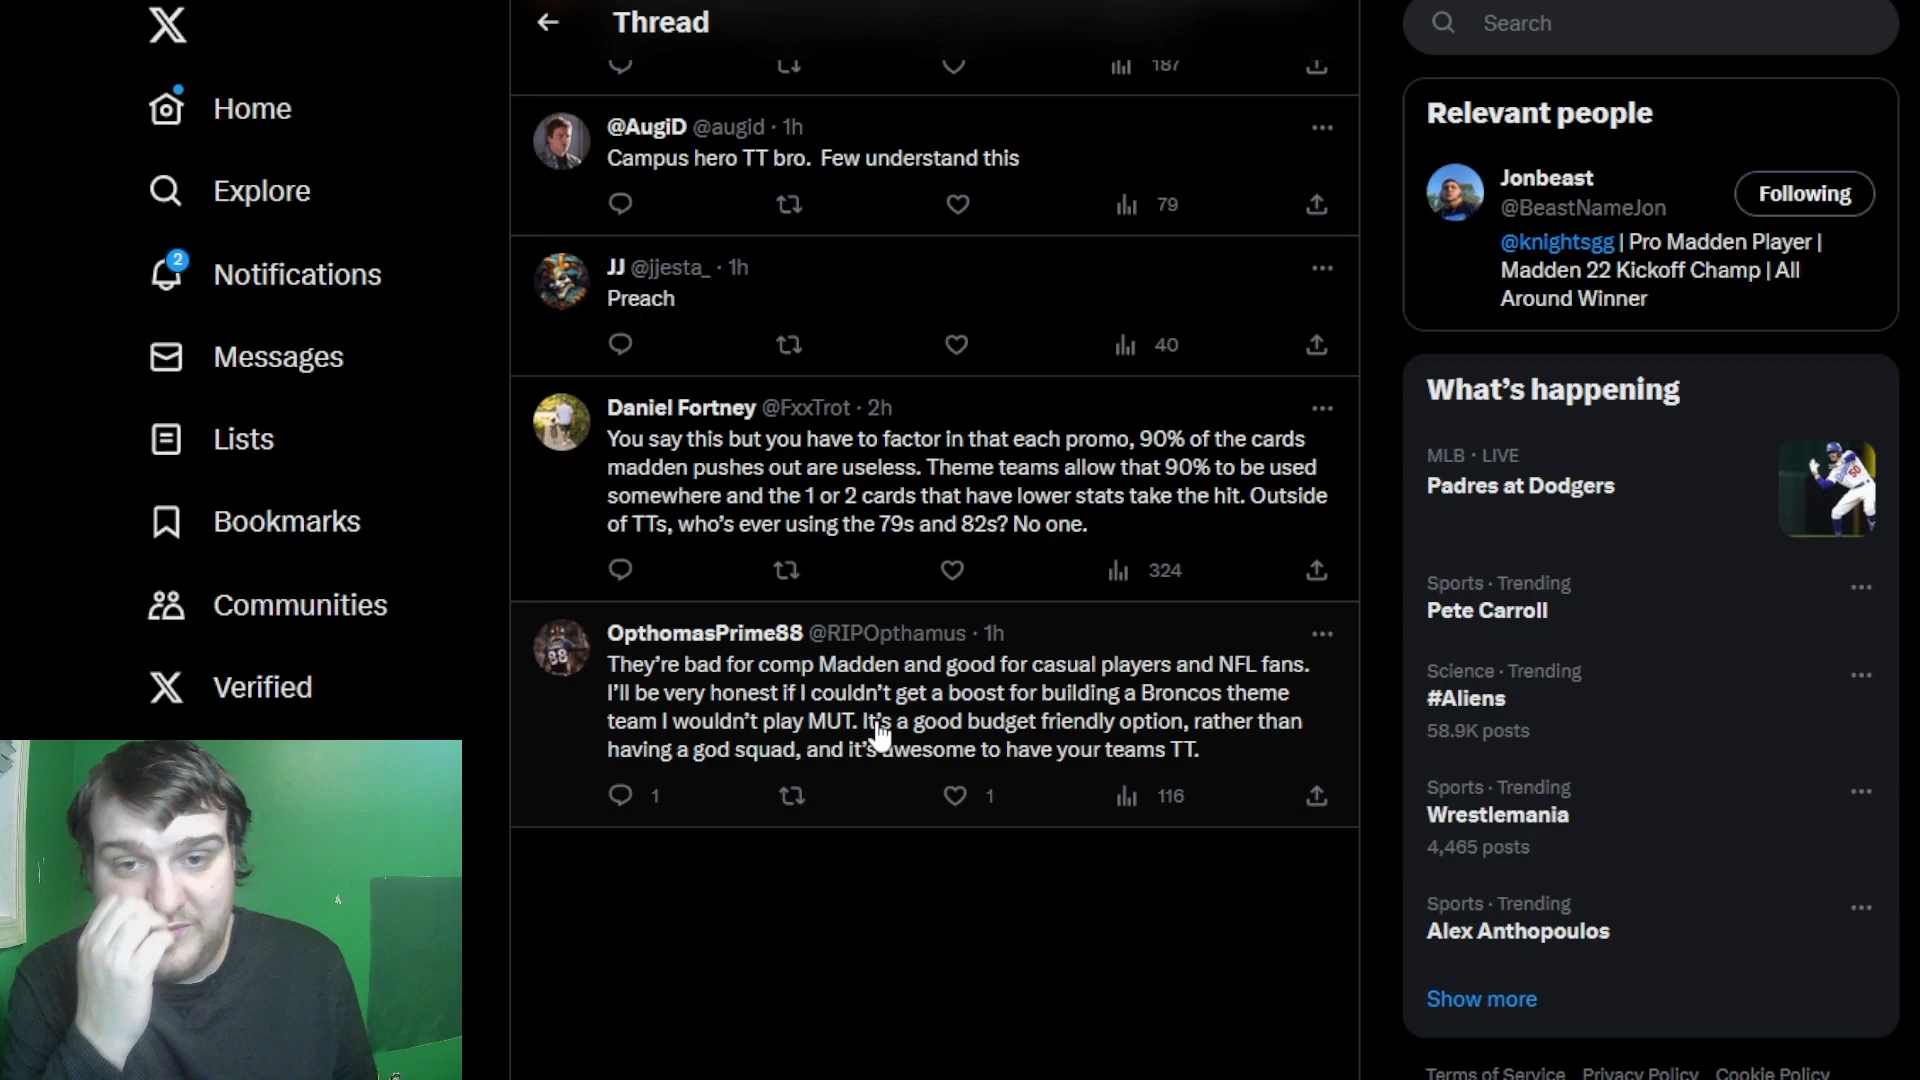 Home
Explore
2
Notifications
Messages
Lists
Bookmarks
Communities
Verified
Thread
187
@AugiD @augid · 1h
Campus hero TT bro. Few understand this
79
JJ @jjesta_ · 1h
Preach
40
Daniel Fortney @FxxTrot · 2h
You say this but you have to factor in that each promo, 90% of the cards
madden pushes out are useless. Theme teams allow that 90% to be used
somewhere and the 1 or 2 cards that have lower stats take the hit. Outside
of TTs, who's ever using the 79s and 82s? No one.
324
OpthomasPrime88 @RIPOpthamus · 1h
They're bad for comp Madden and good for casual players and NFL fans.
I'll be very honest if I couldn't get a boost for building a Broncos theme
team I wouldn't play MUT. It's a good budget friendly option, rather than
having a god squad, and it's awesome to have your teams TT.
1 1 116
Search
Relevant people
Jonbeast
@BeastNameJon
Following
@knightsgg | Pro Madden Player |
Madden 22 Kickoff Champ | All
Around Winner
What's happening
MLB · LIVE
Padres at Dodgers
50
Sports · Trending
Pete Carroll
Science · Trending
#Aliens
58.9K posts
Sports · Trending
Wrestlemania
4,465 posts
Sports · Trending
Alex Anthopoulos
Show more
Terms of Service Privacy Policy Cookie Policy
88